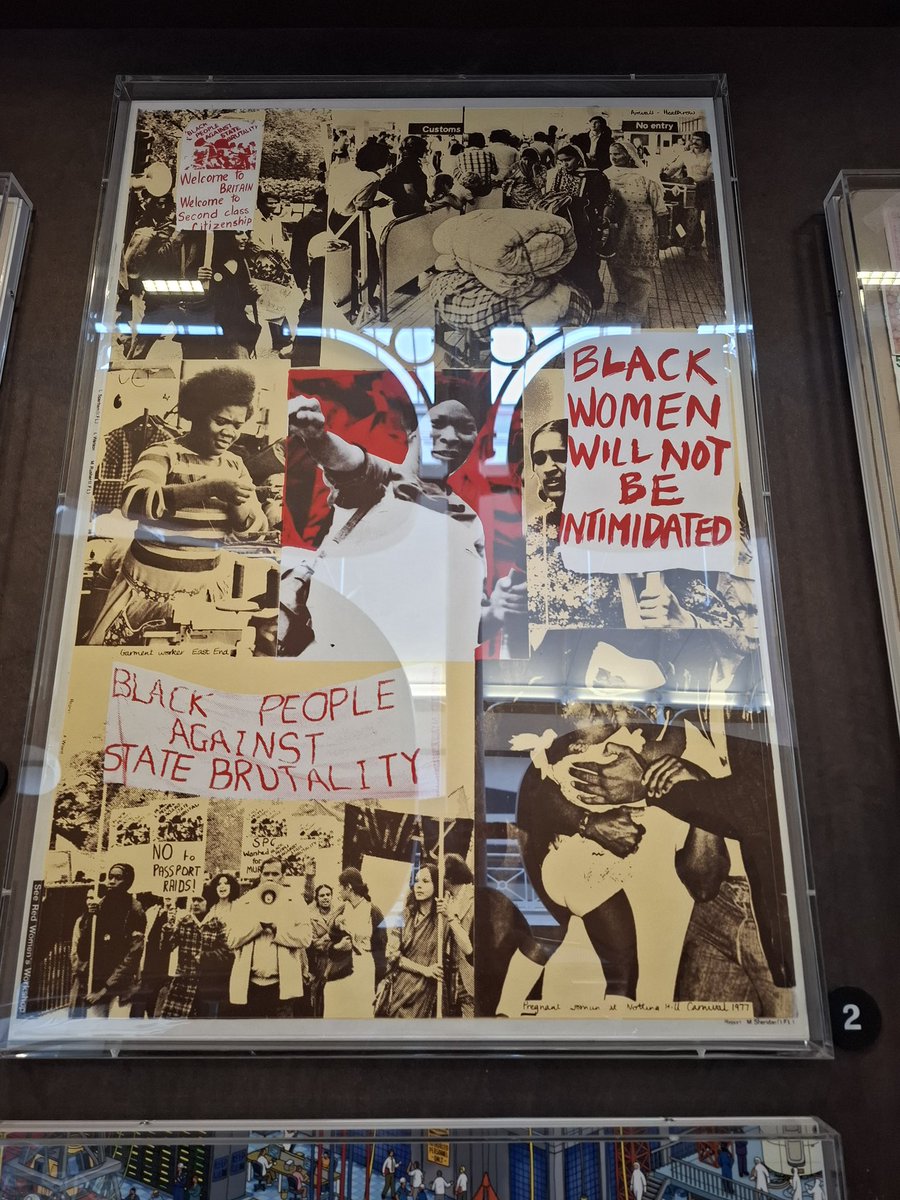 BLACK
PEOPLE AGAINST
STATE BRUTALITY
Welcome to
BRITAIN
Welcome to
Second class
Citizenship
Customs
No entry
BLACK
WOMEN
WILL NOT
BE
INTIMIDATED
Garment worker East End
BLACK PEOPLE
AGAINST
STATE BRUTALITY
NO to
PASSPORT
RAIDS!
Pregnant women at Notting Hill Carnival 1977
See Red Women's Workshop
2